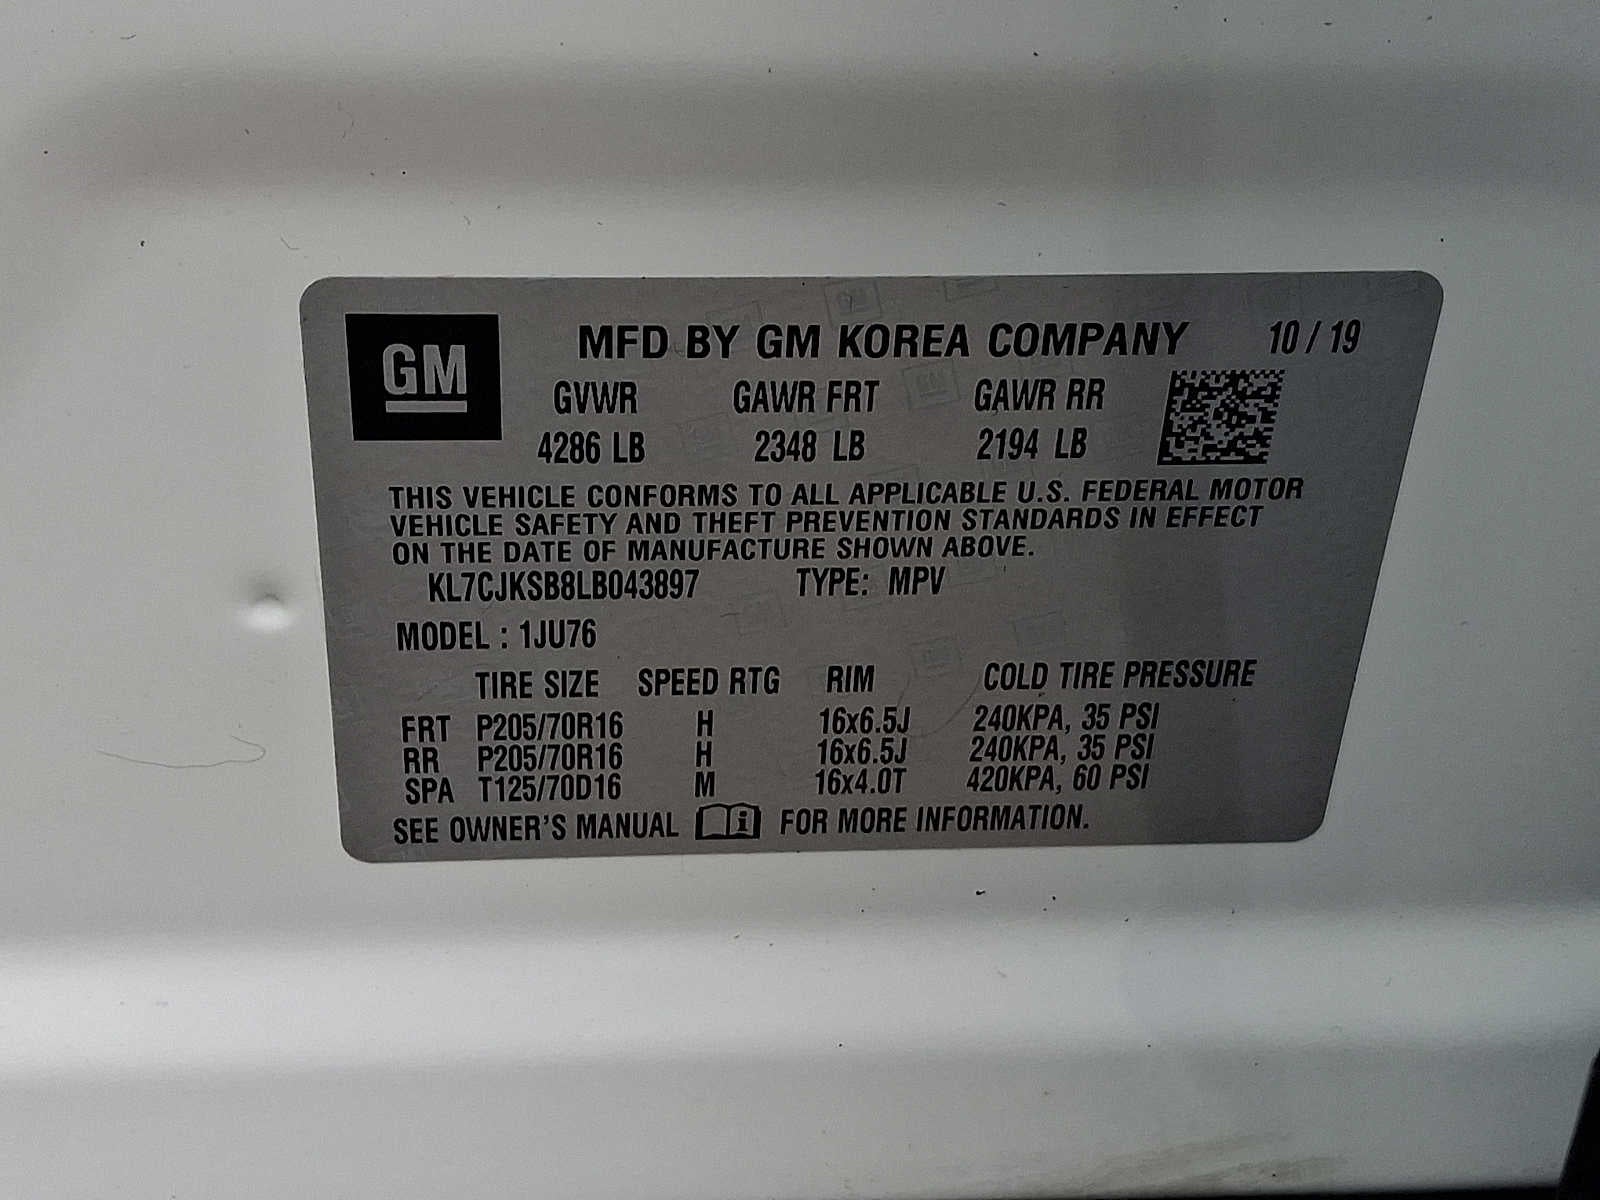 GM
MFD BY GM KOREA COMPANY 10 / 19
GVWR GAWR FRT GAWR RR
4286 LB 2348 LB 2194 LB
THIS VEHICLE CONFORMS TO ALL APPLICABLE U.S. FEDERAL MOTOR
VEHICLE SAFETY AND THEFT PREVENTION STANDARDS IN EFFECT
ON THE DATE OF MANUFACTURE SHOWN ABOVE.
KL7CJKSB8LB043897 TYPE: MPV
MODEL : 1JU76
TIRE SIZE SPEED RTG RIM COLD TIRE PRESSURE
FRT P205/70R16 H 16x6.5J 240KPA, 35 PSI
RR P205/70R16 H 16x6.5J 240KPA, 35 PSI
SPA T125/70D16 M 16x4.0T 420KPA, 60 PSI
SEE OWNER'S MANUAL i FOR MORE INFORMATION.